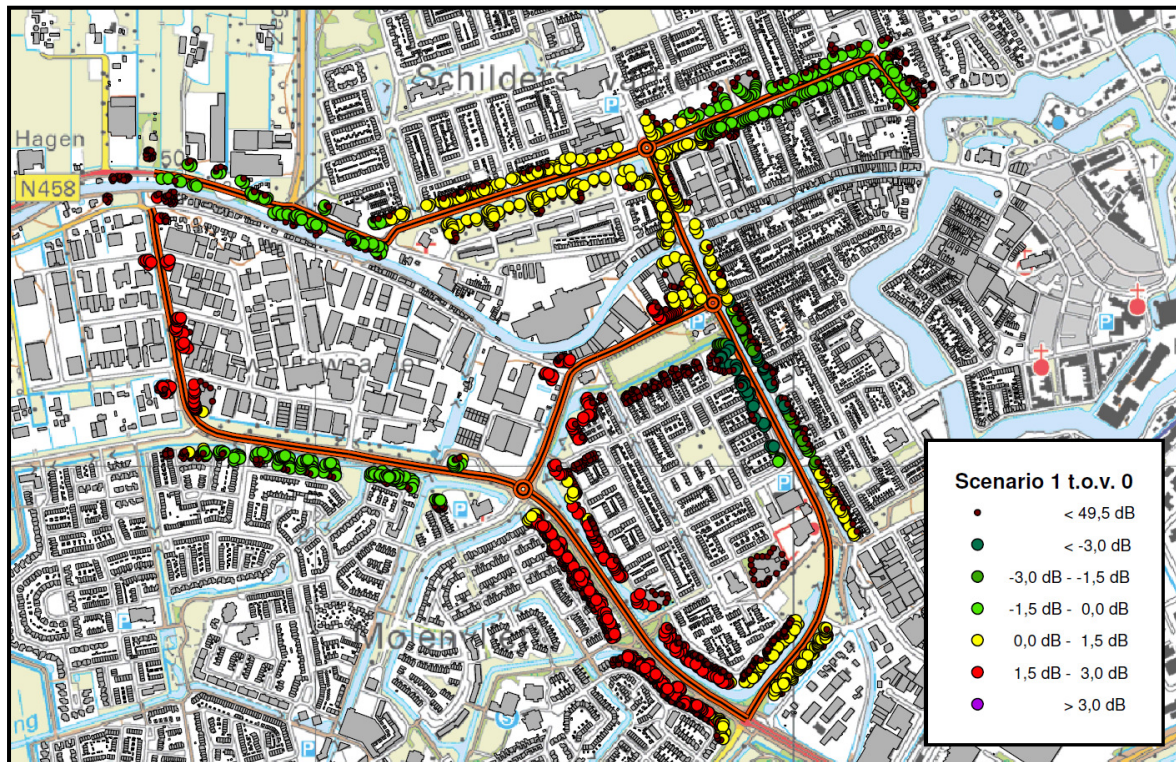 Hagen
50
N458
P
P
P
P
P
P
S
Scenario 1 t.o.v. 0
< 49,5 dB
< -3,0 dB
-3,0 dB - -1,5 dB
-1,5 dB - 0,0 dB
0,0 dB - 1,5 dB
1,5 dB - 3,0 dB
> 3,0 dB